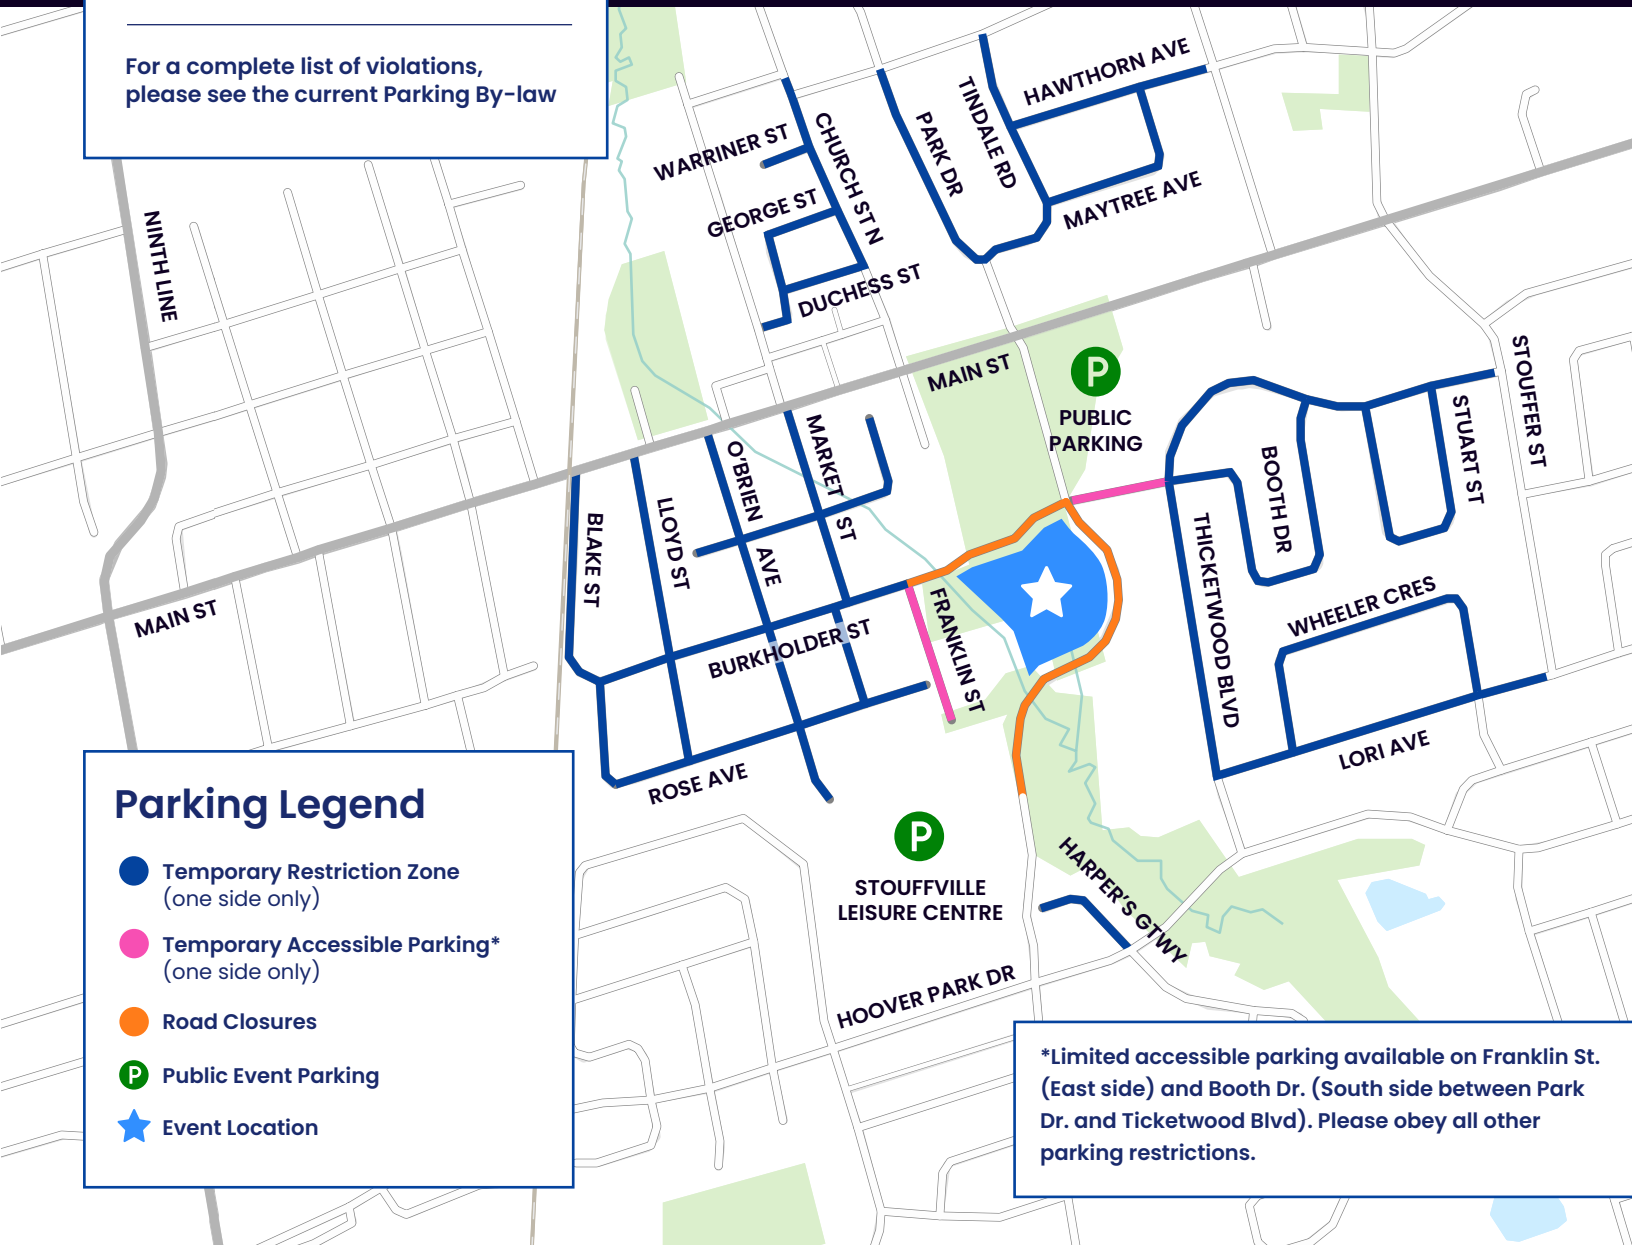 For a complete list of violations,
please see the current Parking By-law
HAWTHORN AVE
TINDALE RD
PARK DR
CHURCH ST N
WARRINER ST
GEORGE ST
MAYTREE AVE
NINTH LINE
DUCHESS ST
MAIN ST
P
PUBLIC
PARKING
STOUFFER ST
STUART ST
BOOTH DR
MARKET ST
O'BRIEN AVE
LLOYD ST
BLAKE ST
THICKETWOOD BLVD
WHEELER CRES
MAIN ST
BURKHOLDER ST
FRANKLIN ST
LORI AVE
ROSE AVE
P
STOUFFVILLE
LEISURE CENTRE
HARPER'S GTWY
HOOVER PARK DR
Parking Legend
Temporary Restriction Zone
(one side only)
Temporary Accessible Parking*
(one side only)
Road Closures
P Public Event Parking
Event Location
*Limited accessible parking available on Franklin St.
(East side) and Booth Dr. (South side between Park
Dr. and Ticketwood Blvd). Please obey all other
parking restrictions.